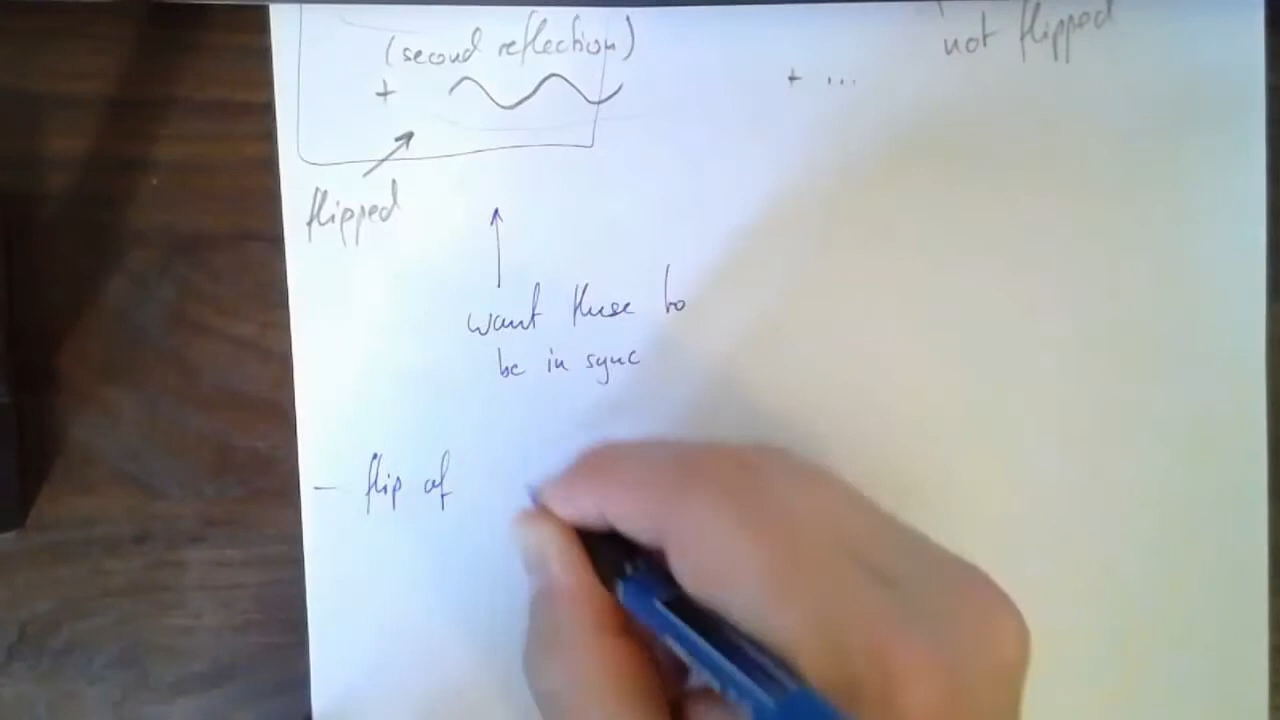 not flipped
(second reflection)
+ + ...
flipped
want these to
be in sync
- flip of